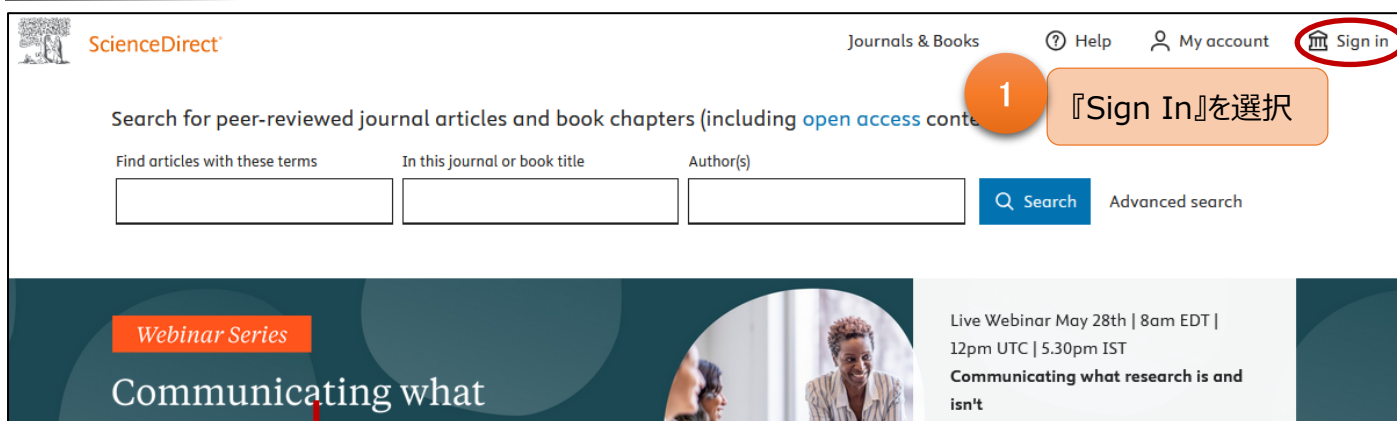 ScienceDirect
Journals & Books
Help
My account
Sign in
1
『Sign In』を選択
Search for peer-reviewed journal articles and book chapters (including open access
Find articles with these terms
In this journal or book title
Author(s)
Search
Advanced search
Webinar Series
Communicating what
Live Webinar May 28th | 8am EDT |
12pm UTC | 5.30pm IST
Communicating what research is and
isn't